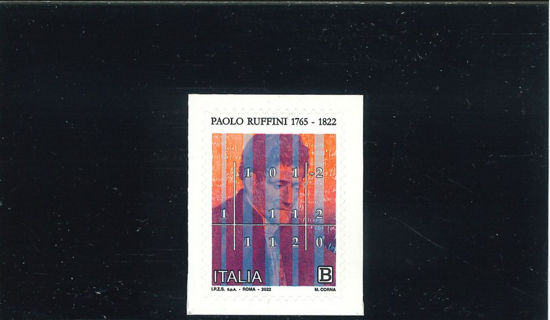 PAOLO RUFFINI 1765 - 1822
1 0 1 -2
1 1 1 2
1 1 2 0
ITALIA B
I.P.Z.S. S.p.A. - ROMA - 2022 M. CORNA